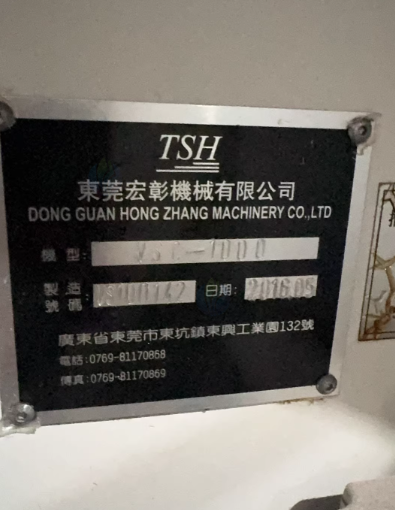 TSH
東莞宏彰機械有限公司
DONG GUAN HONG ZHANG MACHINERY CO.,LTD
機型:
製造號碼: 日期: 2016.05
廣東省東莞市東坑鎮東興工業園132號
電話:0769-81170868
傳真:0769-81170869